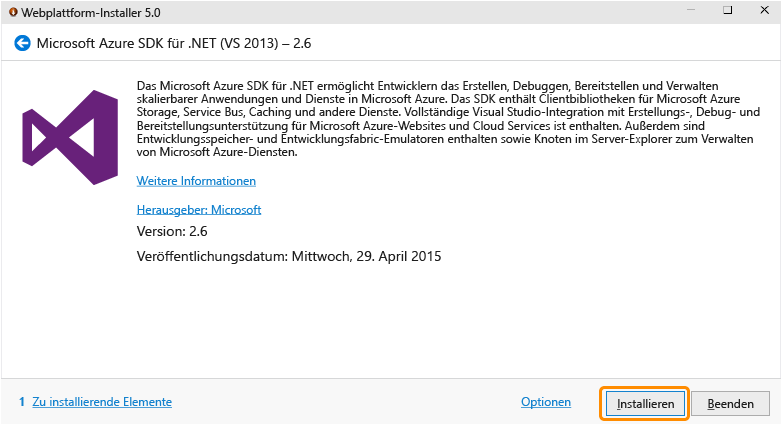 Webplattform-Installer 5.0
Microsoft Azure SDK für .NET (VS 2013) – 2.6
Das Microsoft Azure SDK für .NET ermöglicht Entwicklern das Erstellen, Debuggen, Bereitstellen und Verwalten
skalierbarer Anwendungen und Dienste in Microsoft Azure. Das SDK enthält Clientbibliotheken für Microsoft Azure
Storage, Service Bus, Caching und andere Dienste. Vollständige Visual Studio-Integration mit Erstellungs-, Debug- und
Bereitstellungsunterstützung für Microsoft Azure-Websites und Cloud Services ist enthalten. Außerdem sind
Entwicklungsspeicher- und Entwicklungsfabric-Emulatoren enthalten sowie Knoten im Server-Explorer zum Verwalten
von Microsoft Azure-Diensten.
Weitere Informationen
Herausgeber: Microsoft
Version: 2.6
Veröffentlichungsdatum: Mittwoch, 29. April 2015
1 Zu installierende Elemente Optionen Installieren Beenden